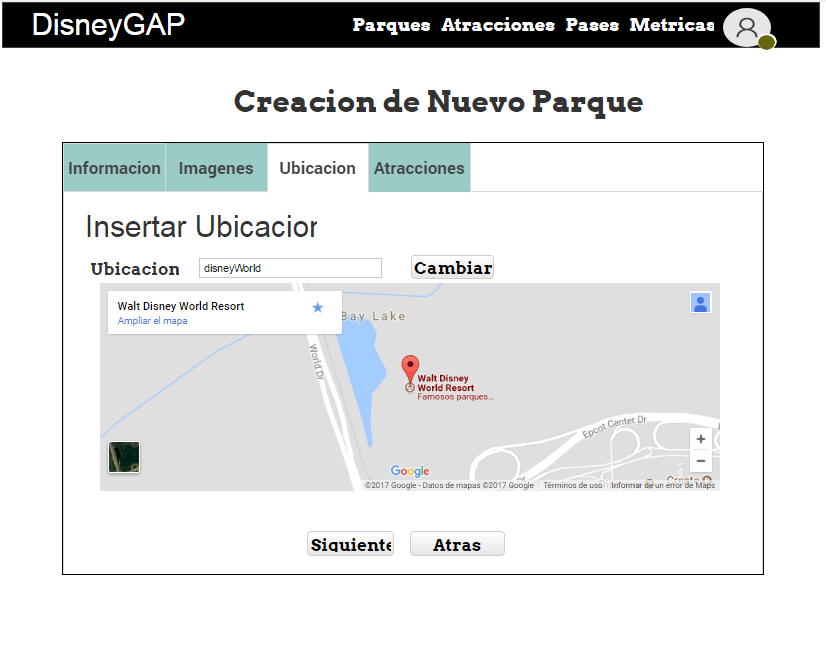 DisneyGAP Parques Atracciones Pases Metricas
Creacion de Nuevo Parque
Informacion Imagenes Ubicacion Atracciones
Insertar Ubicacion
Ubicacion disneyWorld Cambiar
Walt Disney World Resort
Ampliar el mapa
Bay Lake
World Dr
Walt Disney
World Resort
Famosos parques...
Epcot Center Dr
+
−
Google
©2017 Google - Datos de mapas ©2017 Google Términos de uso Informar de un error de Maps
Siguiente Atras